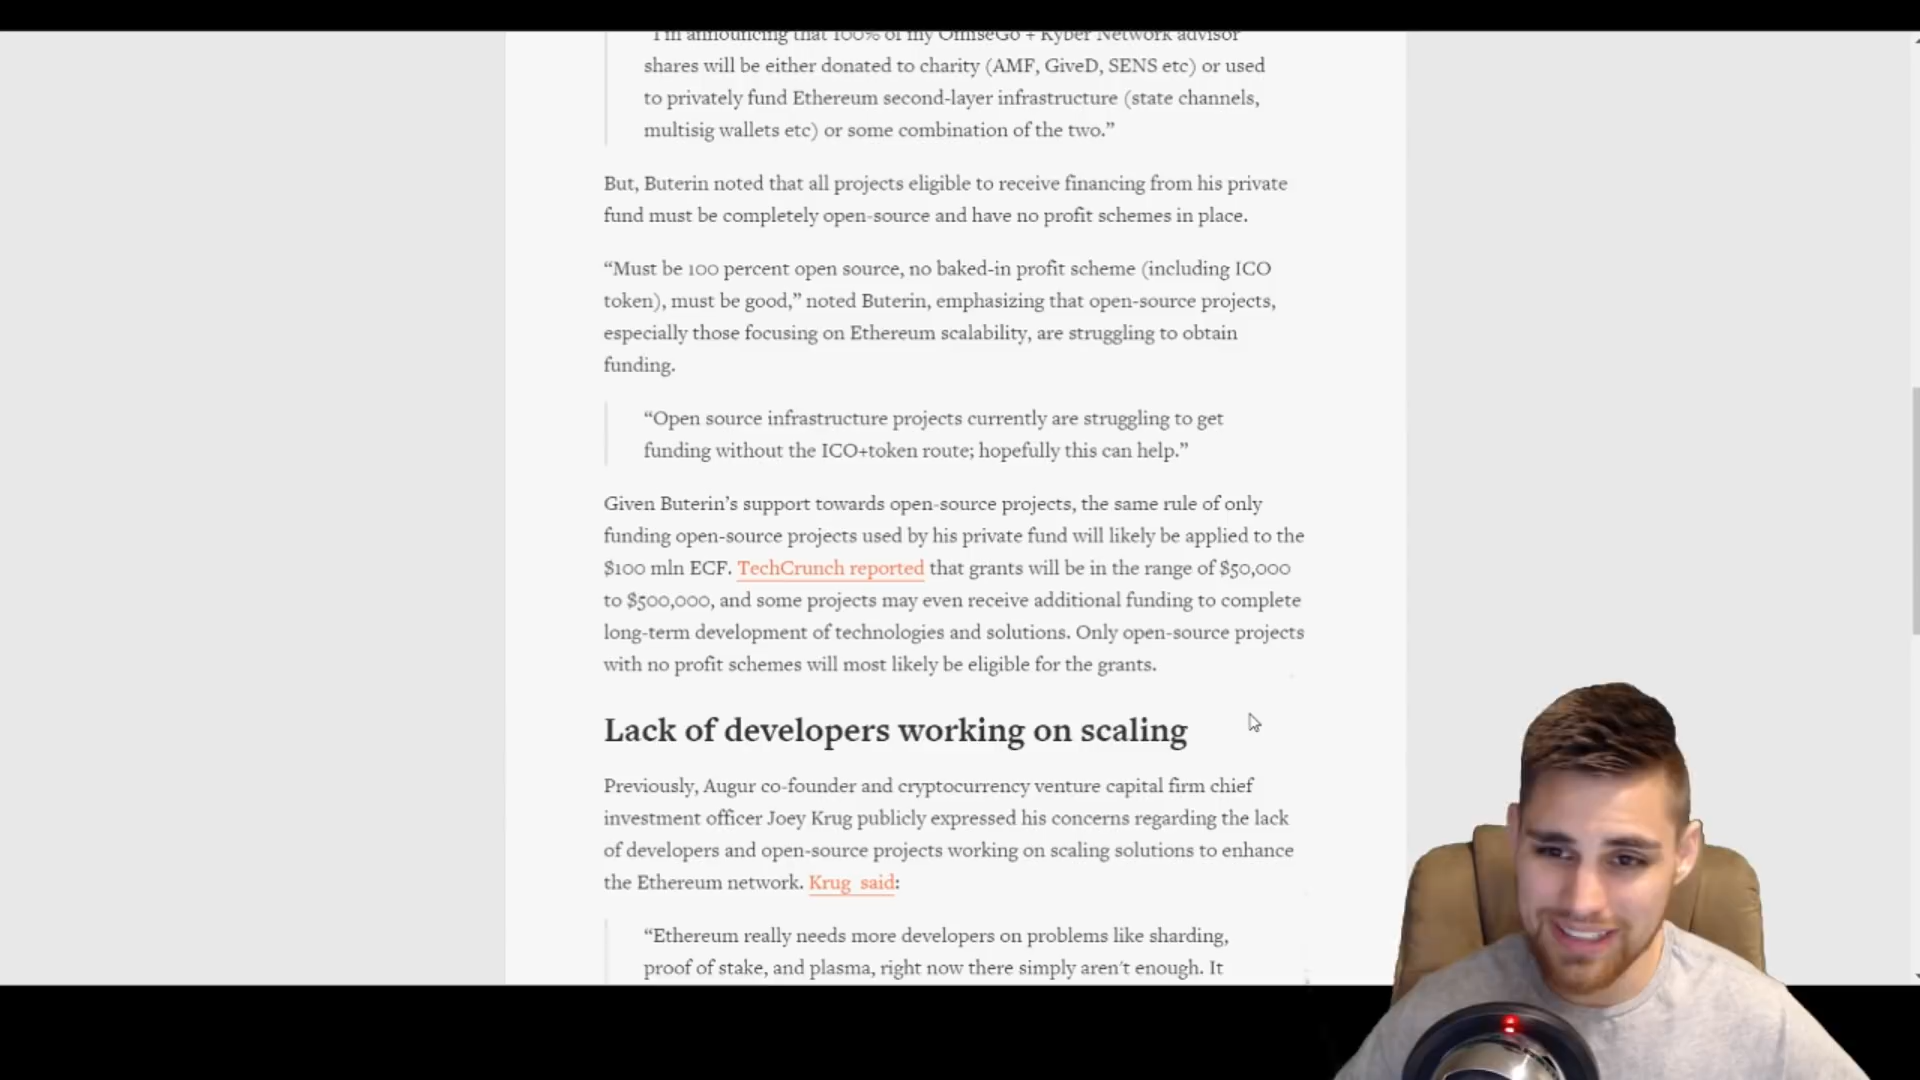 "I'm announcing that 100% of my OmiseGo + Kyber Network advisor
shares will be either donated to charity (AMF, GiveD, SENS etc) or used
to privately fund Ethereum second-layer infrastructure (state channels,
multisig wallets etc) or some combination of the two.”
But, Buterin noted that all projects eligible to receive financing from his private
fund must be completely open-source and have no profit schemes in place.
“Must be 100 percent open source, no baked-in profit scheme (including ICO
token), must be good,” noted Buterin, emphasizing that open-source projects,
especially those focusing on Ethereum scalability, are struggling to obtain
funding.
“Open source infrastructure projects currently are struggling to get
funding without the ICO+token route; hopefully this can help.”
Given Buterin’s support towards open-source projects, the same rule of only
funding open-source projects used by his private fund will likely be applied to the
$100 mln ECF. TechCrunch reported that grants will be in the range of $50,000
to $500,000, and some projects may even receive additional funding to complete
long-term development of technologies and solutions. Only open-source projects
with no profit schemes will most likely be eligible for the grants.
Lack of developers working on scaling
Previously, Augur co-founder and cryptocurrency venture capital firm chief
investment officer Joey Krug publicly expressed his concerns regarding the lack
of developers and open-source projects working on scaling solutions to enhance
the Ethereum network. Krug said:
“Ethereum really needs more developers on problems like sharding,
proof of stake, and plasma, right now there simply aren't enough. It